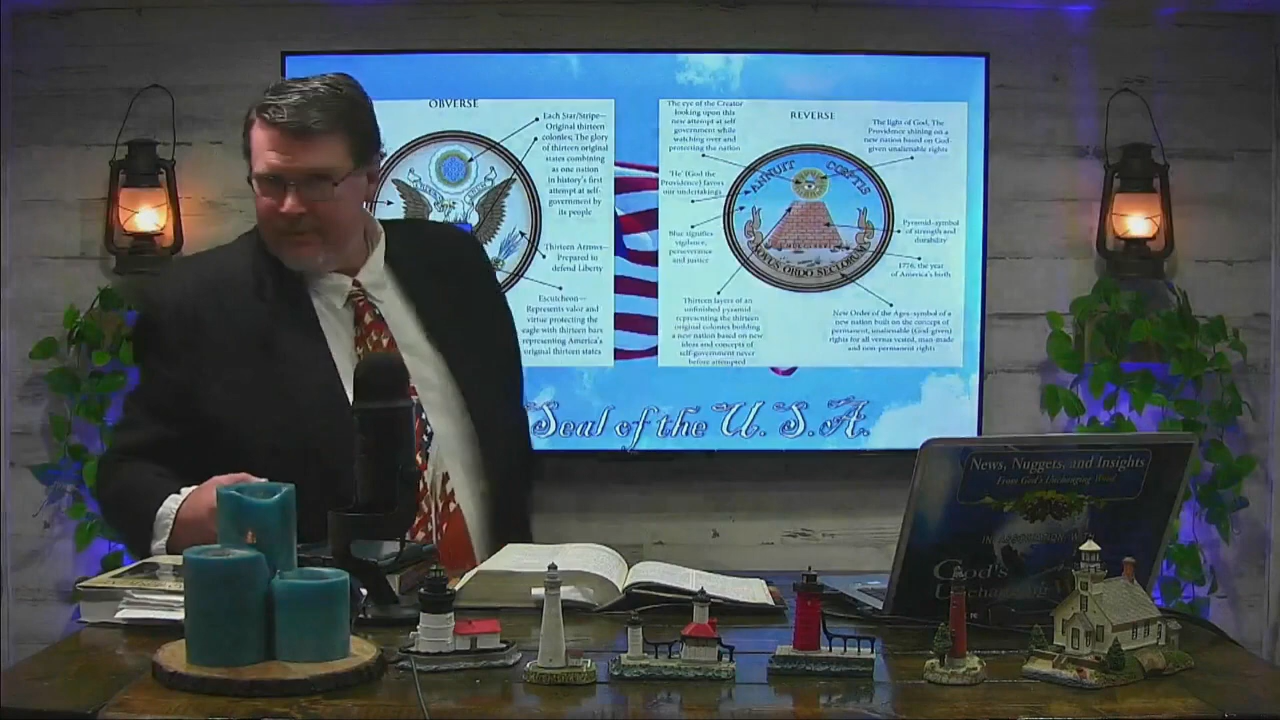 OBVERSE
Each Star/Stripe—
Original thirteen
colonies; The glory
of thirteen original
states combining
as one nation
in history's first
attempt at self-
government by
its people
Thirteen Arrows—
Prepared to
defend Liberty
Escutcheon—
Represents valor and
virtue protecting the
eagle with thirteen bars
representing America's
original thirteen states
The eye of the Creator
looking upon this
new attempt at self
government while
watching over and
protecting the nation
"He" (God the
Providence) favors
our undertakings
Blue signifies
vigilance,
perseverance
and justice
Thirteen layers of an
unfinished pyramid
representing the thirteen
original colonies building
a new nation based on new
ideas and concepts of
self-government never
before attempted
REVERSE
ANNUIT COEPTIS
NOVUS ORDO SECLORUM
The light of God, The
Providence shining on a
new nation based on God-
given unalienable rights
Pyramid–symbol
of strength and
durability
1776, the year
of America's birth
New Order of the Ages–symbol of a
new nation built on the concept of
permanent, unalienable (God-given)
rights for all versus vested, man-made
and non-permanent rights
Seal of the U. S. A.
News, Nuggets, and Insights
From God's Unchanging Word
IN ASSOCIATION WITH
God's
Unchanging